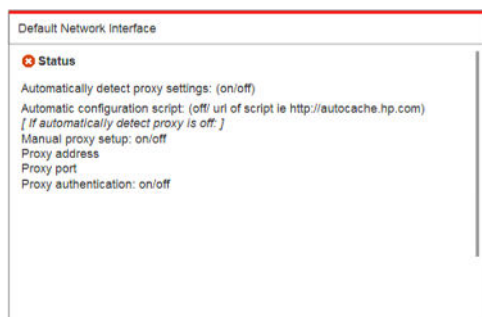 Default Network Interface
Status
Automatically detect proxy settings: (on/off)
Automatic configuration script: (off/ url of script ie http://autocache.hp.com)
[ If automatically detect proxy is off: ]
Manual proxy setup: on/off
Proxy address
Proxy port
Proxy authentication: on/off